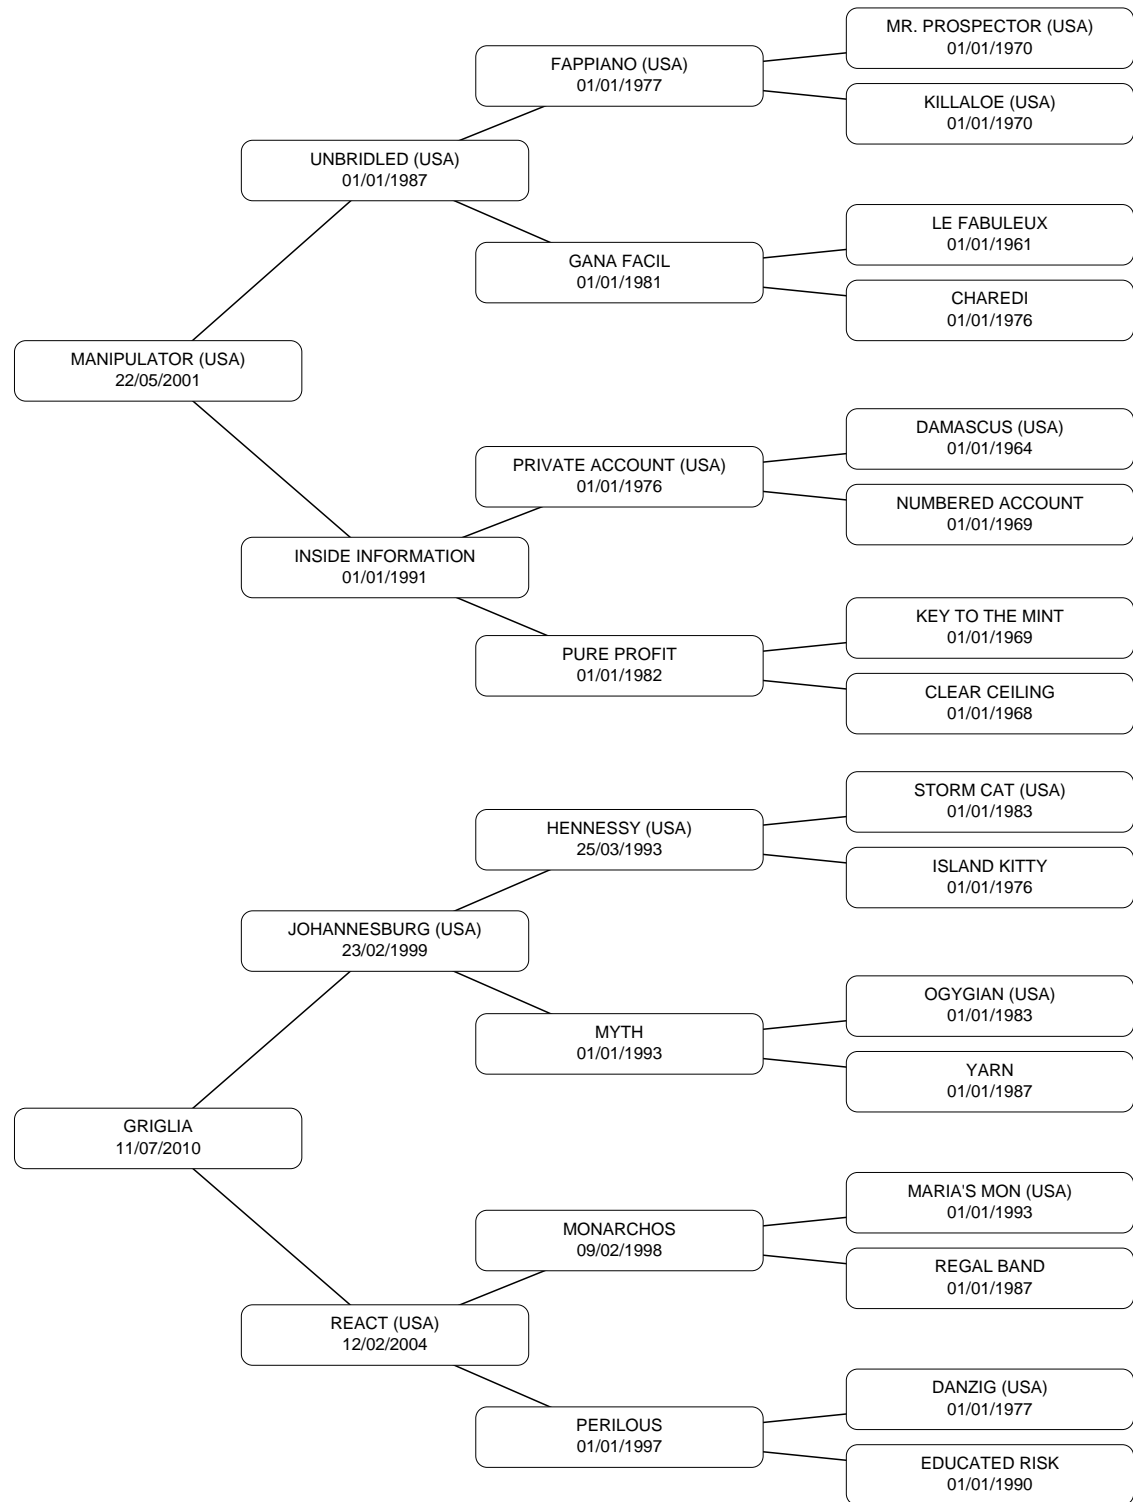 MR. PROSPECTOR (USA)
01/01/1970
FAPPIANO (USA)
01/01/1977
KILLALOE (USA)
01/01/1970
UNBRIDLED (USA)
01/01/1987
LE FABULEUX
01/01/1961
GANA FACIL
01/01/1981
CHAREDI
01/01/1976
MANIPULATOR (USA)
22/05/2001
DAMASCUS (USA)
01/01/1964
PRIVATE ACCOUNT (USA)
01/01/1976
NUMBERED ACCOUNT
01/01/1969
INSIDE INFORMATION
01/01/1991
KEY TO THE MINT
01/01/1969
PURE PROFIT
01/01/1982
CLEAR CEILING
01/01/1968
STORM CAT (USA)
01/01/1983
HENNESSY (USA)
25/03/1993
ISLAND KITTY
01/01/1976
JOHANNESBURG (USA)
23/02/1999
OGYGIAN (USA)
01/01/1983
MYTH
01/01/1993
YARN
01/01/1987
GRIGLIA
11/07/2010
MARIA'S MON (USA)
01/01/1993
MONARCHOS
09/02/1998
REGAL BAND
01/01/1987
REACT (USA)
12/02/2004
DANZIG (USA)
01/01/1977
PERILOUS
01/01/1997
EDUCATED RISK
01/01/1990